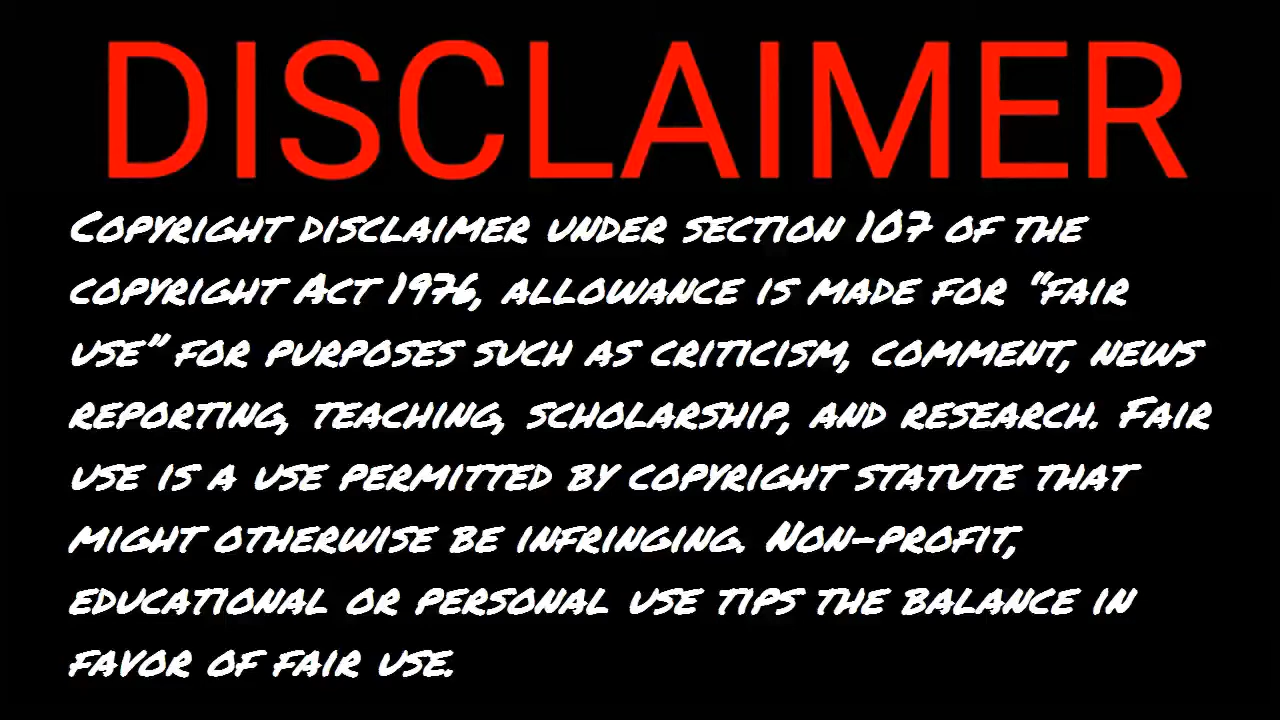 DISCLAIMER
Copyright disclaimer under section 107 of the
copyright Act 1976, allowance is made for “fair
use” for purposes such as criticism, comment, news
reporting, teaching, scholarship, and research. Fair
use is a use permitted by copyright statute that
might otherwise be infringing. Non-profit,
educational or personal use tips the balance in
favor of fair use.